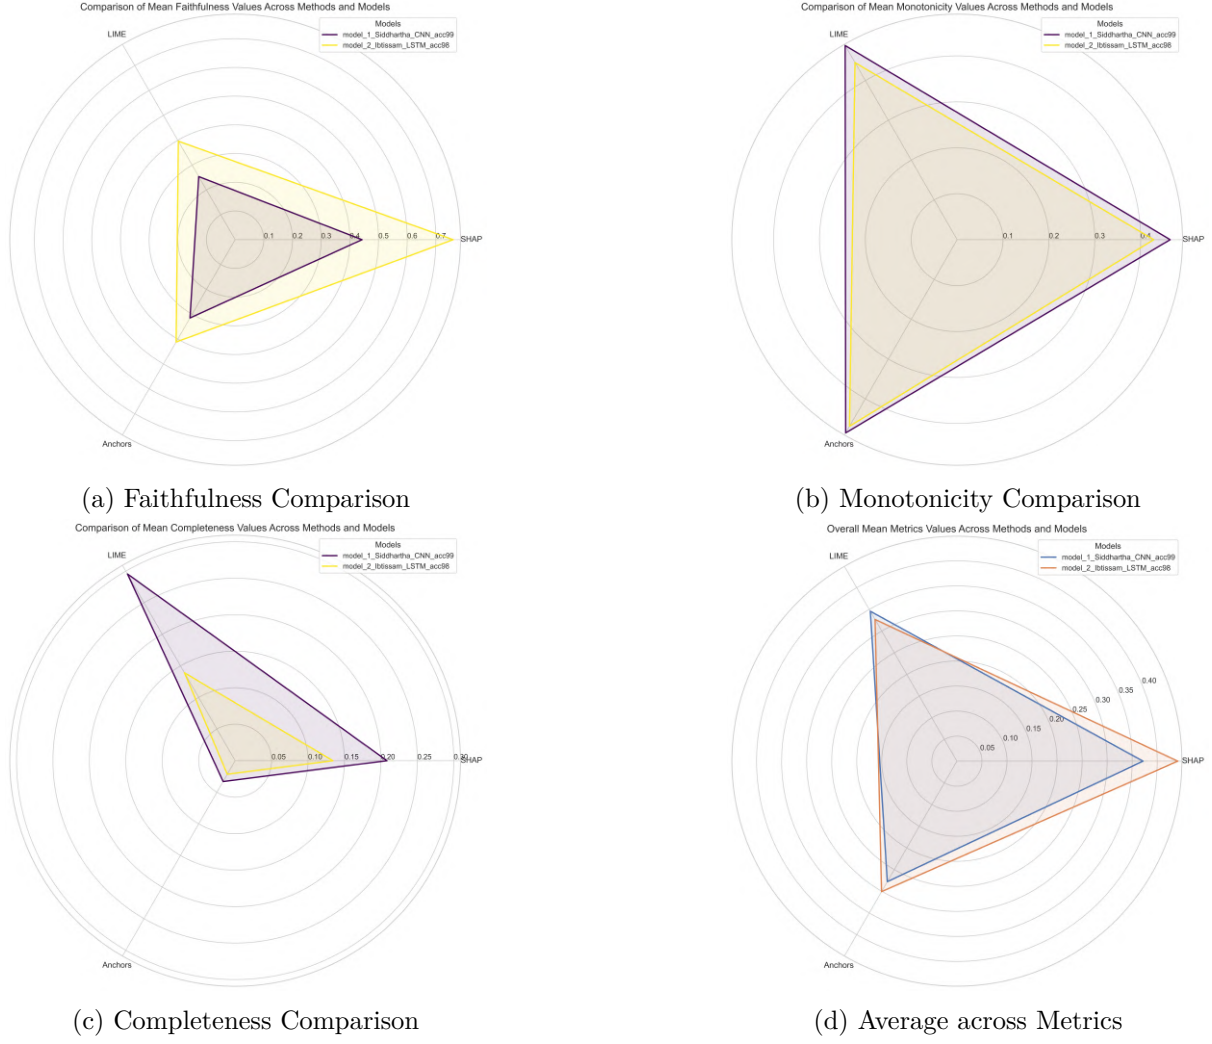 Comparison of Mean Faithfulness Values Across Methods and Models
Models
model_1_Siddhartha_CNN_acc99
model_2_Ibtissam_LSTM_acc98
LIME
0.1 0.2 0.3 0.4 0.5 0.6 0.7
SHAP
Anchors
(a) Faithfulness Comparison
Comparison of Mean Monotonicity Values Across Methods and Models
Models
model_1_Siddhartha_CNN_acc99
model_2_Ibtissam_LSTM_acc98
LIME
0.1 0.2 0.3 0.4
SHAP
Anchors
(b) Monotonicity Comparison
Comparison of Mean Completeness Values Across Methods and Models
Models
model_1_Siddhartha_CNN_acc99
model_2_Ibtissam_LSTM_acc98
LIME
0.05 0.10 0.15 0.20 0.25 0.30
SHAP
Anchors
(c) Completeness Comparison
Overall Mean Metrics Values Across Methods and Models
Models
model_1_Siddhartha_CNN_acc99
model_2_Ibtissam_LSTM_acc98
LIME
0.05 0.10 0.15 0.20 0.25 0.30 0.35 0.40
SHAP
Anchors
(d) Average across Metrics